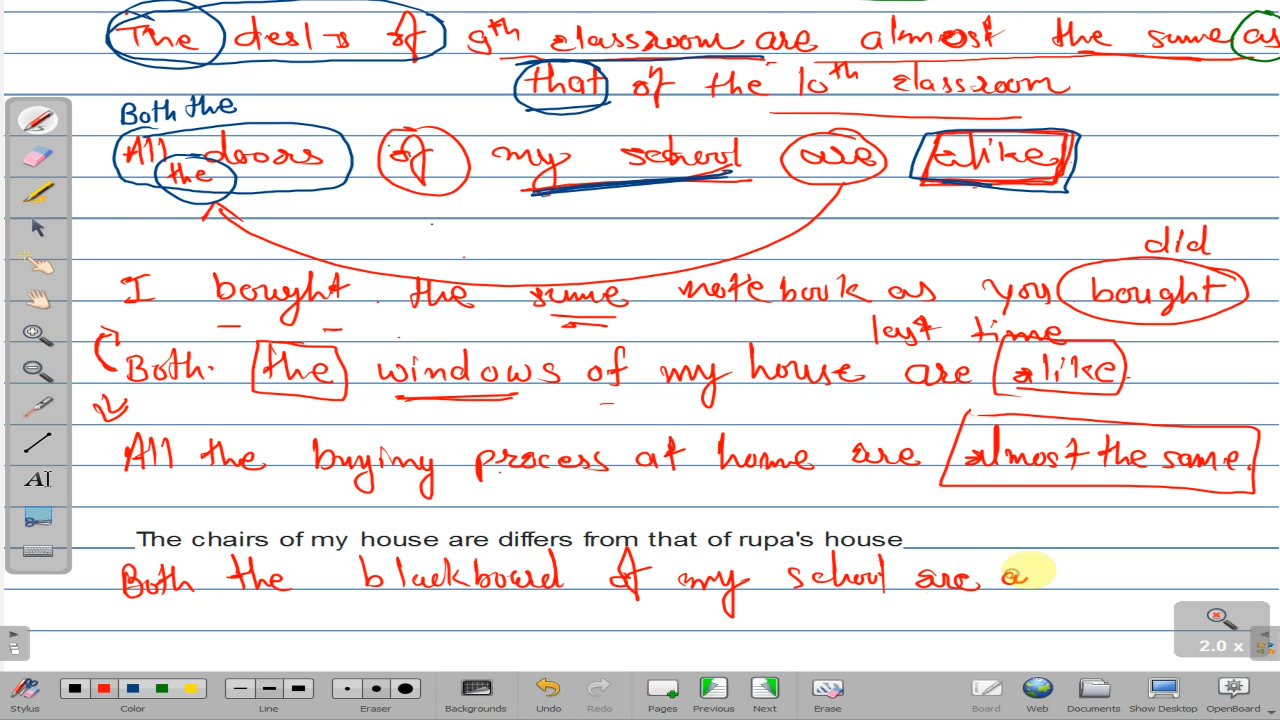 The desks of 9th classroom are almost the same as
that of the 10th classroom
Both the
All doors of my school are alike
the
did
I bought the same notebook as you bought
last time
Both the windows of my house are alike
All the buying process at home are almost the same.
The chairs of my house are differs from that of rupa's house
Both the blackboard of my school are a
2.0 x
Stylus Color Line Eraser Backgrounds Undo Redo Pages Previous Next Erase Board Web Documents Show Desktop OpenBoard